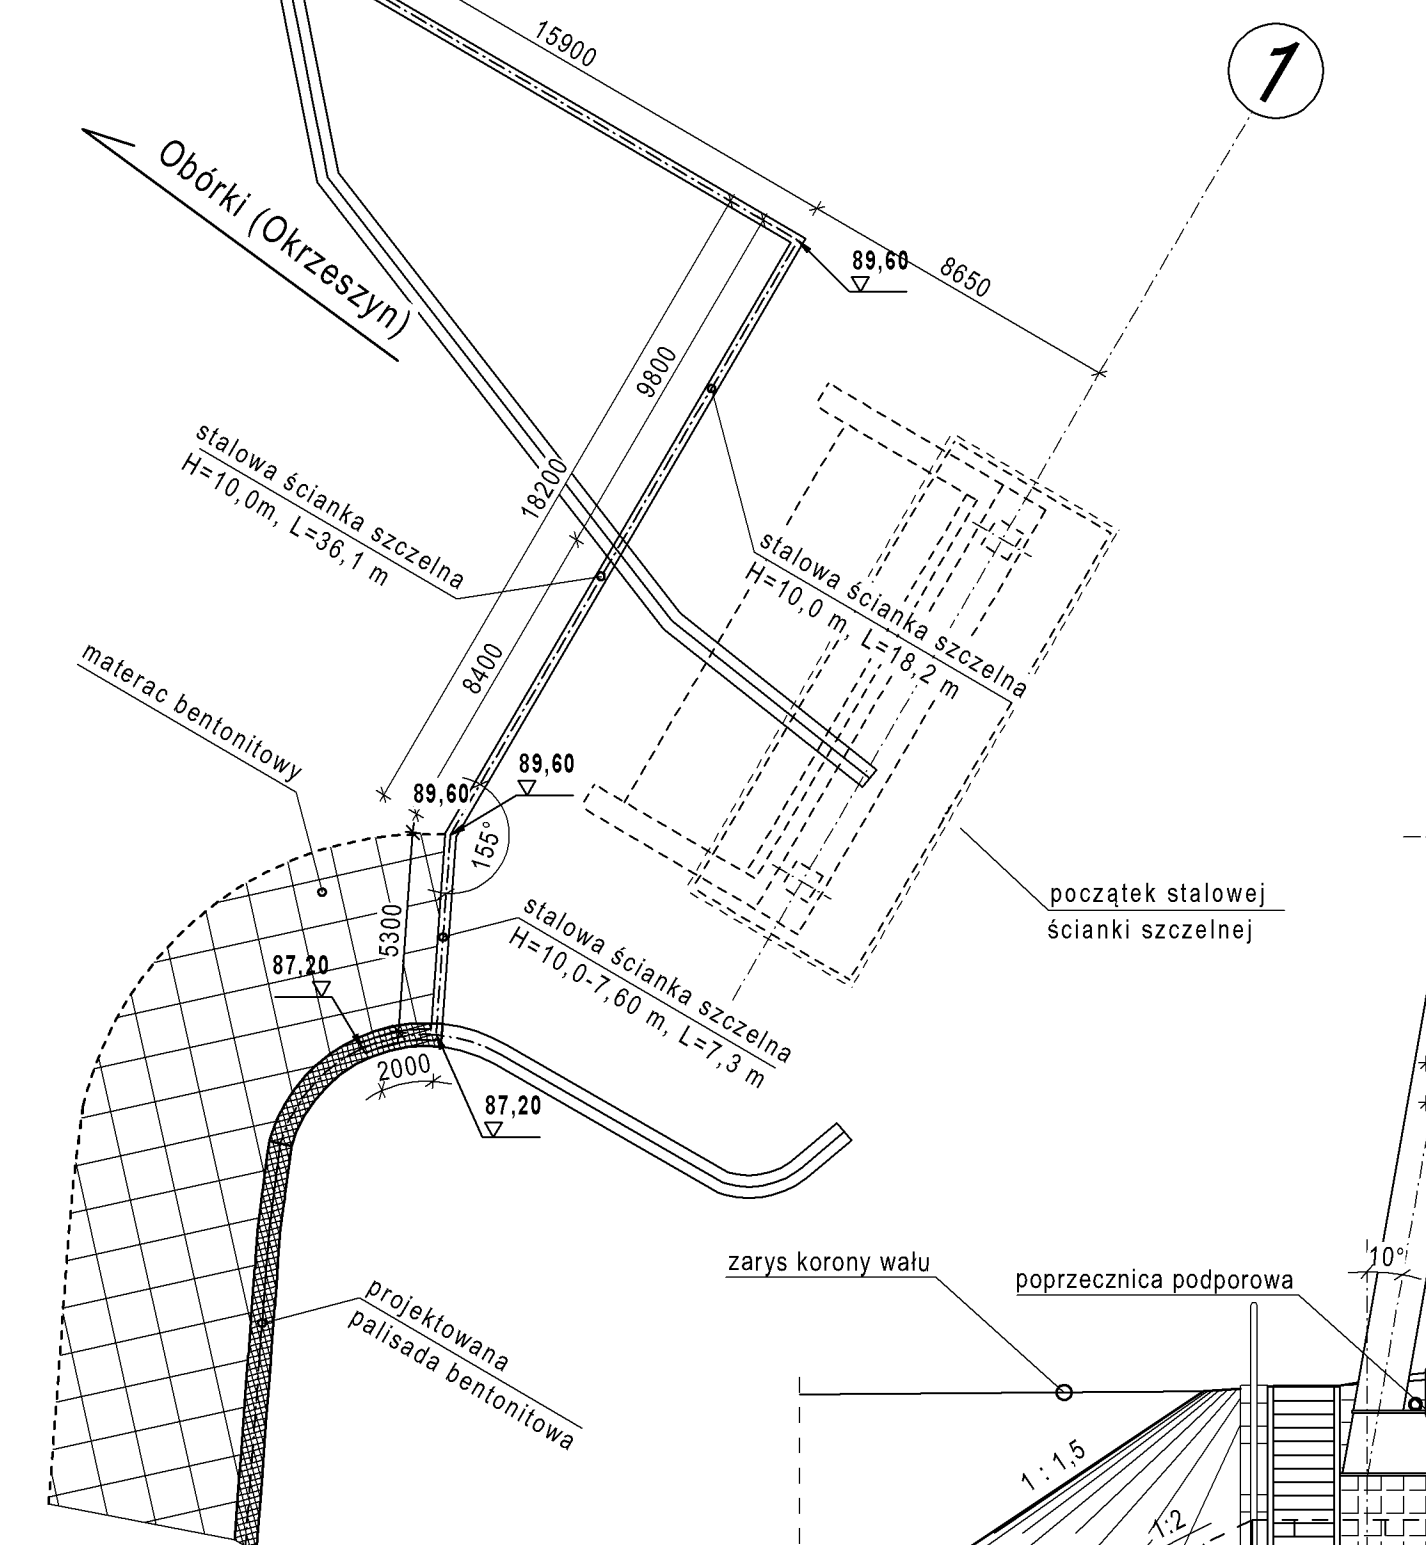 15900
1
Obórki (Okrzeszyn)
89,60
8650
9800
18200
8400
stalowa ścianka szczelna
H=10,0m, L=36,1 m
stalowa ścianka szczelna
H=10,0 m, L=18,2 m
materac bentonitowy
89,60
89,60
155°
5300
początek stalowej
ścianki szczelnej
stalowa ścianka szczelna
H=10,0-7,60 m, L=7,3 m
87,20
2000
87,20
zarys korony wału
poprzecznica podporowa
10°
projektowana
palisada bentonitowa
1 : 1,5
1:2